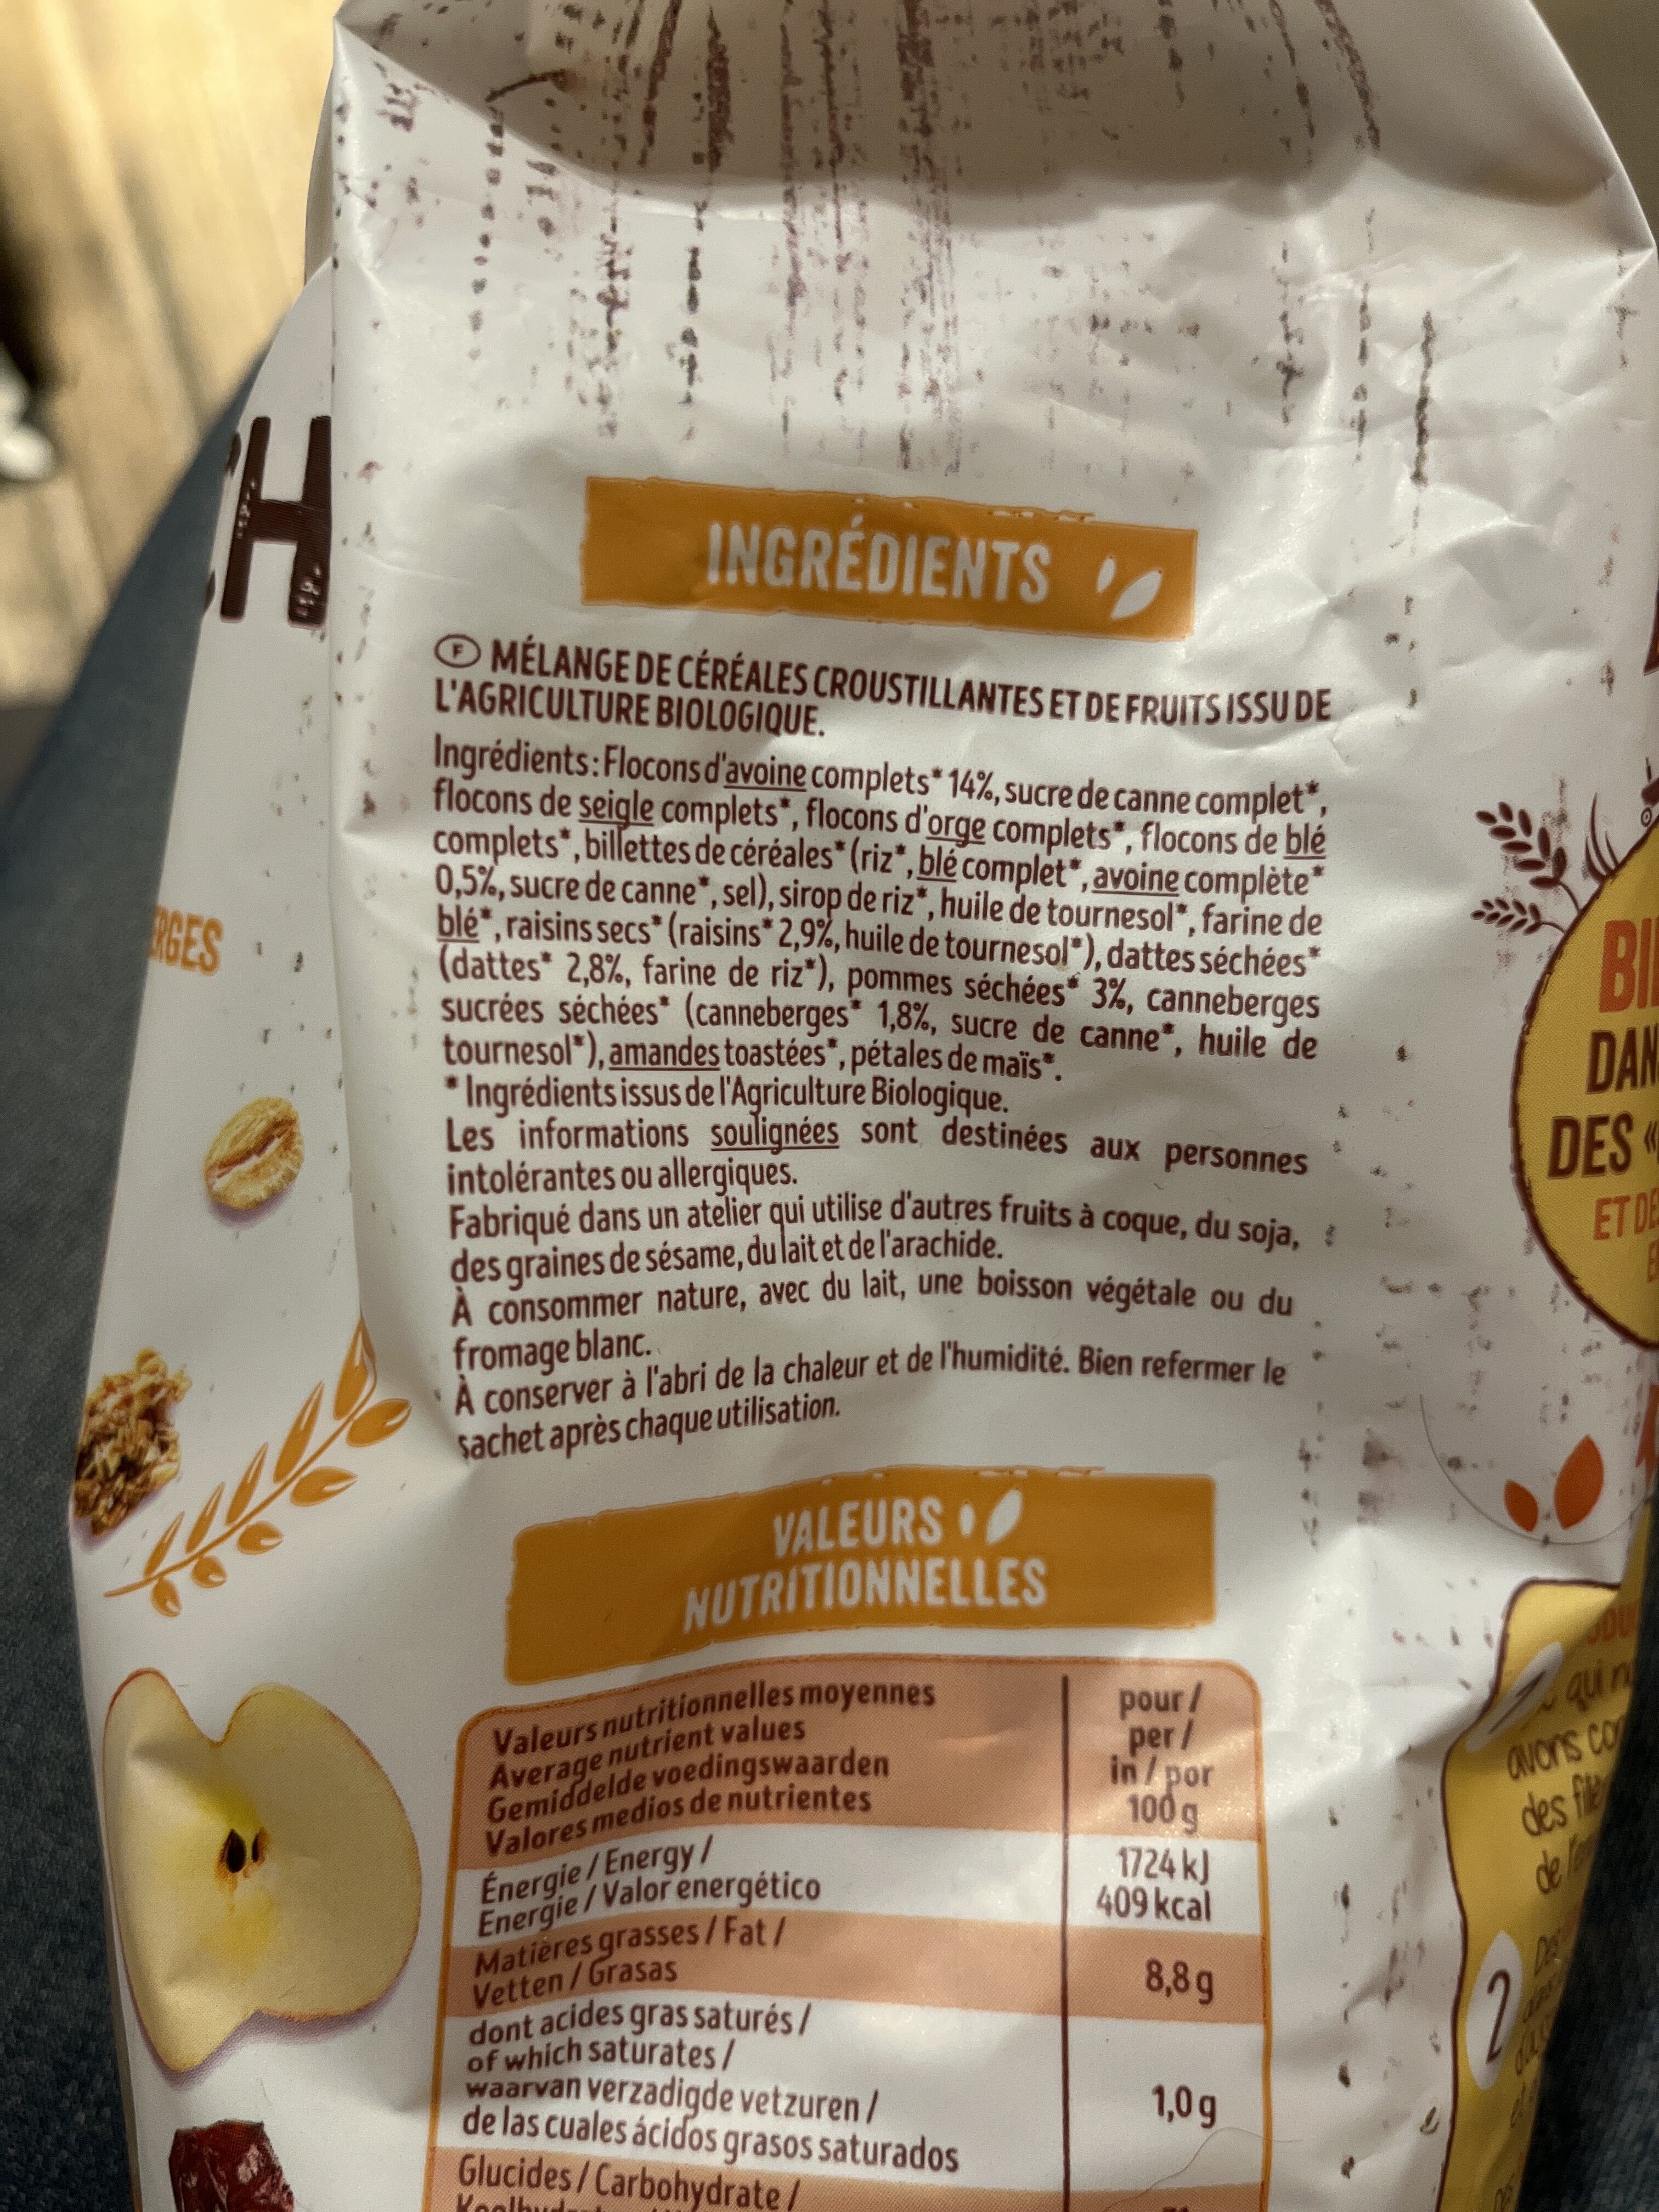 CH
ERGES
INGRÉDIENTS
F MÉLANGE DE CÉRÉALES CROUSTILLANTES ET DE FRUITS ISSU DE
L'AGRICULTURE BIOLOGIQUE.
Ingrédients: Flocons d'avoine complets* 14%, sucre de canne complet*,
flocons de seigle complets*, flocons d'orge complets*, flocons de blé
complets*, billettes de céréales* (riz*, blé complet*, avoine complète*
0,5%, sucre de canne*, sel), sirop de riz*, huile de tournesol*, farine de
blé*, raisins secs* (raisins* 2,9%, huile de tournesol*), dattes séchées*
(dattes* 2,8%, farine de riz*), pommes séchées* 3%, canneberges
sucrées séchées* (canneberges* 1,8%, sucre de canne*, huile de
tournesol*), amandes toastées*, pétales de maïs*.
* Ingrédients issus de l'Agriculture Biologique.
Les informations soulignées sont destinées aux personnes
intolérantes ou allergiques.
Fabriqué dans un atelier qui utilise d'autres fruits à coque, du soja,
des graines de sésame, du lait et de l'arachide.
À consommer nature, avec du lait, une boisson végétale ou du
fromage blanc.
À conserver à l'abri de la chaleur et de l'humidité. Bien refermer le
sachet après chaque utilisation.
VALEURS
NUTRITIONNELLES
Valeurs nutritionnelles moyennes
Average nutrient values
Gemiddelde voedingswaarden
Valores medios de nutrientes
pour /
per /
in / por
100 g
Énergie / Energy /
Energie / Valor energético
1724 kJ
409 kcal
Matières grasses / Fat /
Vetten / Grasas
8,8 g
dont acides gras saturés /
of which saturates /
waarvan verzadigde vetzuren /
de las cuales ácidos grasos saturados
1,0 g
Glucides / Carbohydrate /
BI
DAN
DES «
ET DE
1
qui n
avons co
des fil
de l'
2